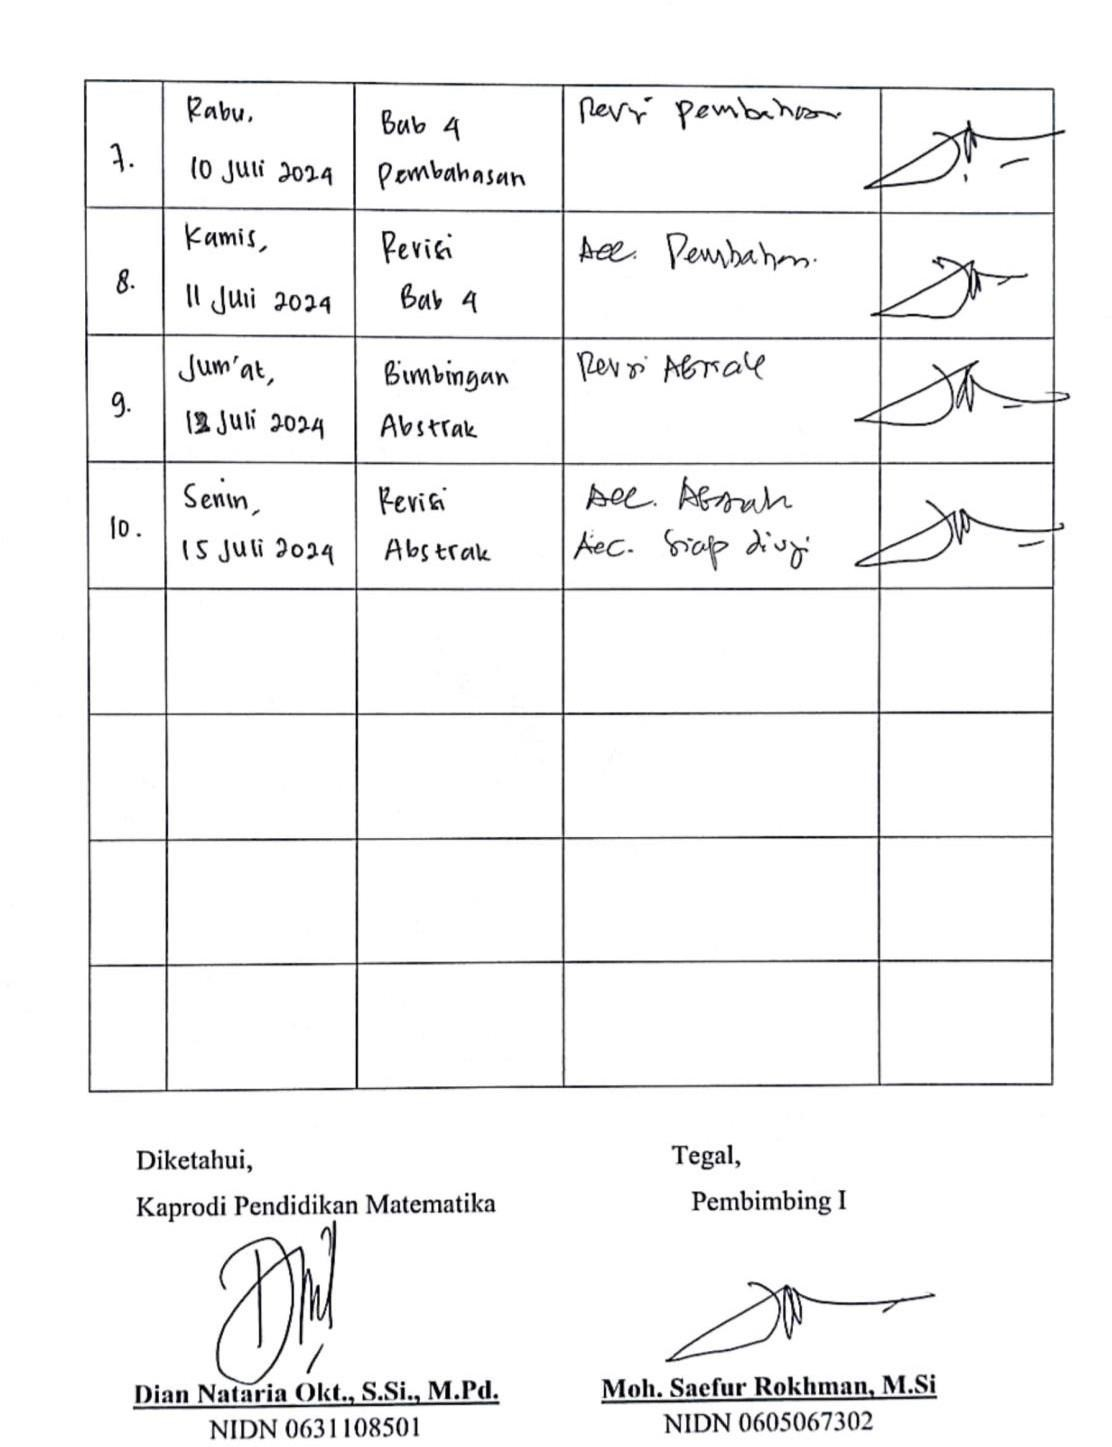 7.
Rabu,
10 Juli 2024
Bab 4
Pembahasan
Revisi pembahasan
8.
Kamis,
11 Juli 2024
Revisi
Bab 4
Acc. Pembahasan.
9.
Jum'at,
12 Juli 2024
Bimbingan
Abstrak
Revisi Abstrak
10.
Senin,
15 Juli 2024
Revisi
Abstrak
Acc. Abstrak
Acc. Siap diuji
Diketahui,
Kaprodi Pendidikan Matematika
Dian Nataria Okt., S.Si., M.Pd.
NIDN 0631108501
Tegal,
Pembimbing I
Moh. Saefur Rokhman, M.Si
NIDN 0605067302